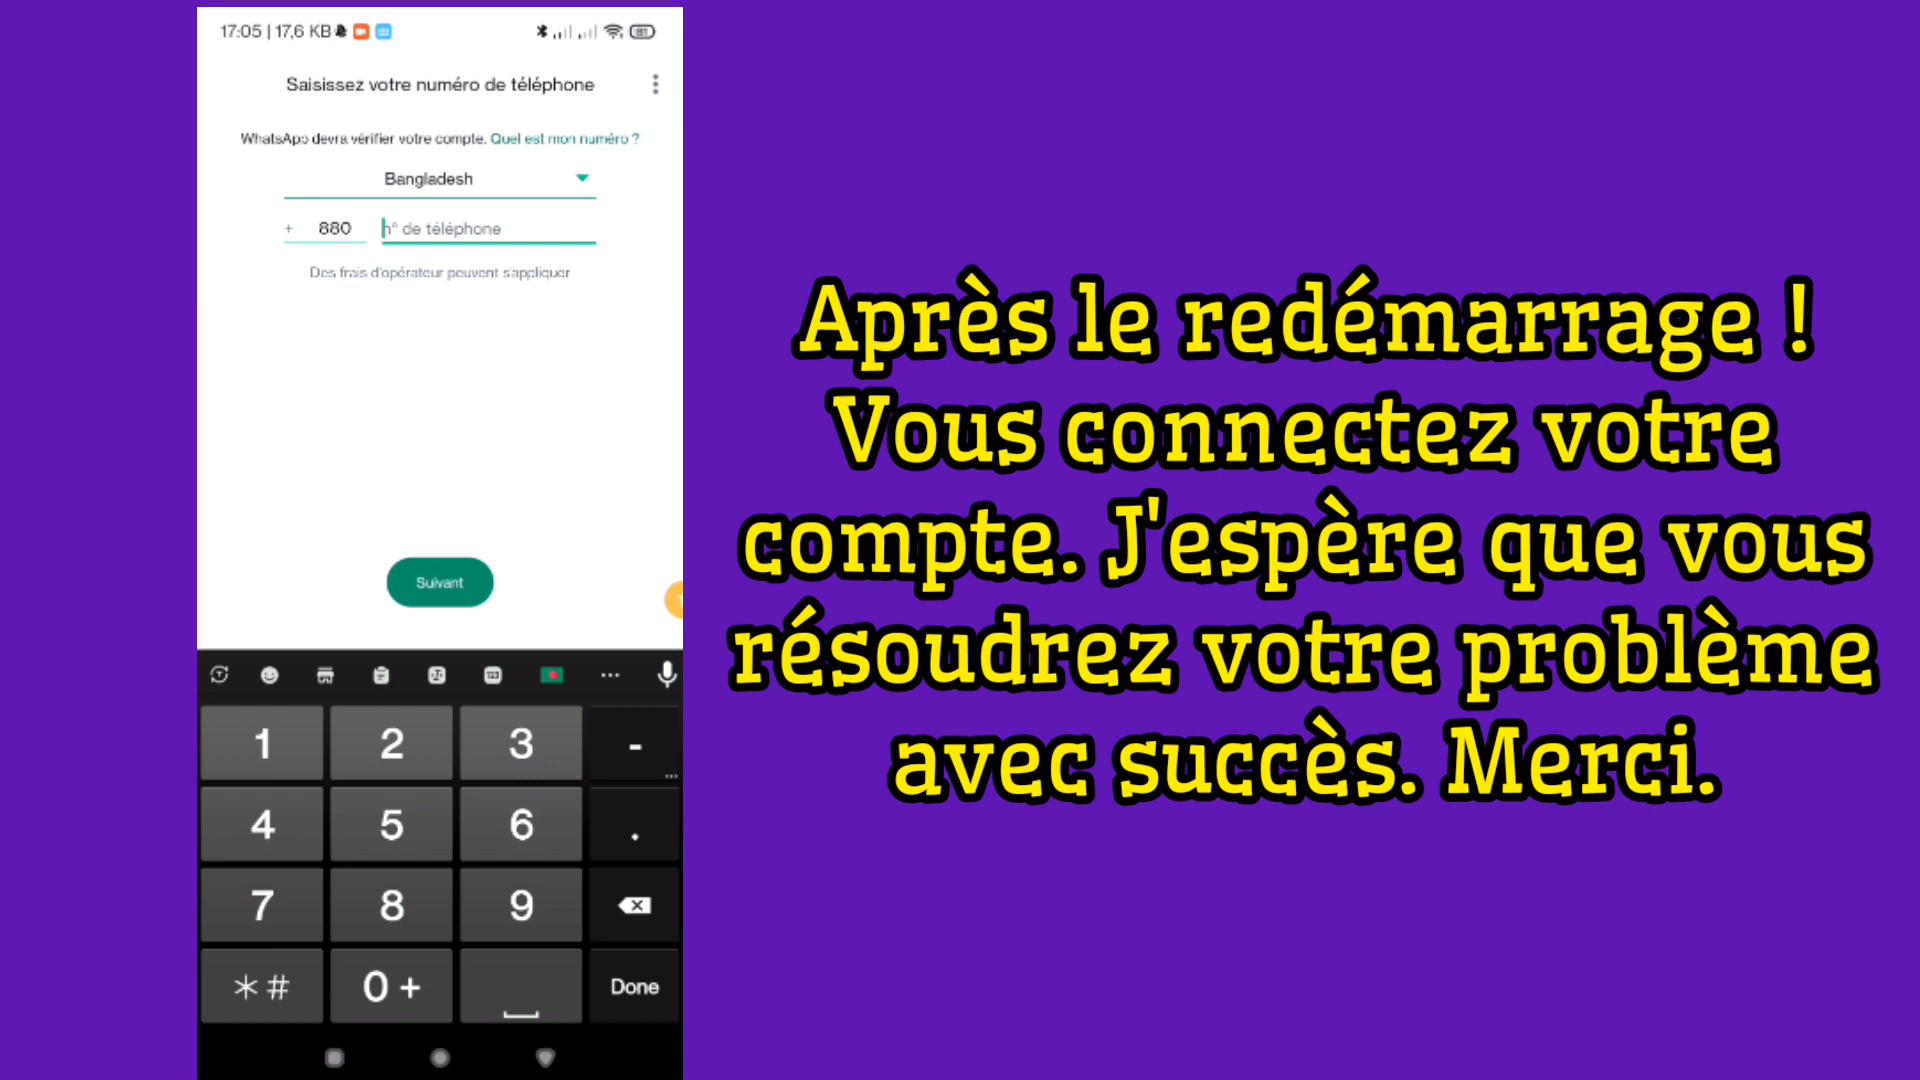 17:05 | 17,6 KB
81
Saisissez votre numéro de téléphone
WhatsApp devra vérifier votre compte. Quel est mon numéro ?
Bangladesh
+ 880 n° de téléphone
Des frais d'opérateur peuvent s'appliquer
Suivant
1 2 3 -
4 5 6 .
7 8 9
*# 0 + Done
Après le redémarrage !
Vous connectez votre
compte. J'espère que vous
résoudrez votre problème
avec succès. Merci.